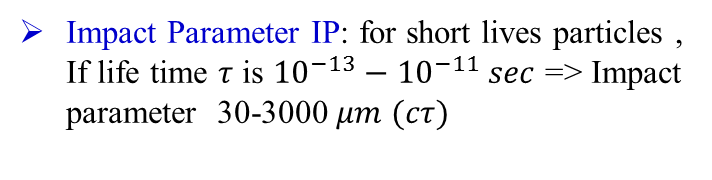 ➢ Impact Parameter IP: for short lives particles ,
If life time τ is 10⁻¹³ – 10⁻¹¹ sec => Impact
parameter 30-3000 μm (cτ)